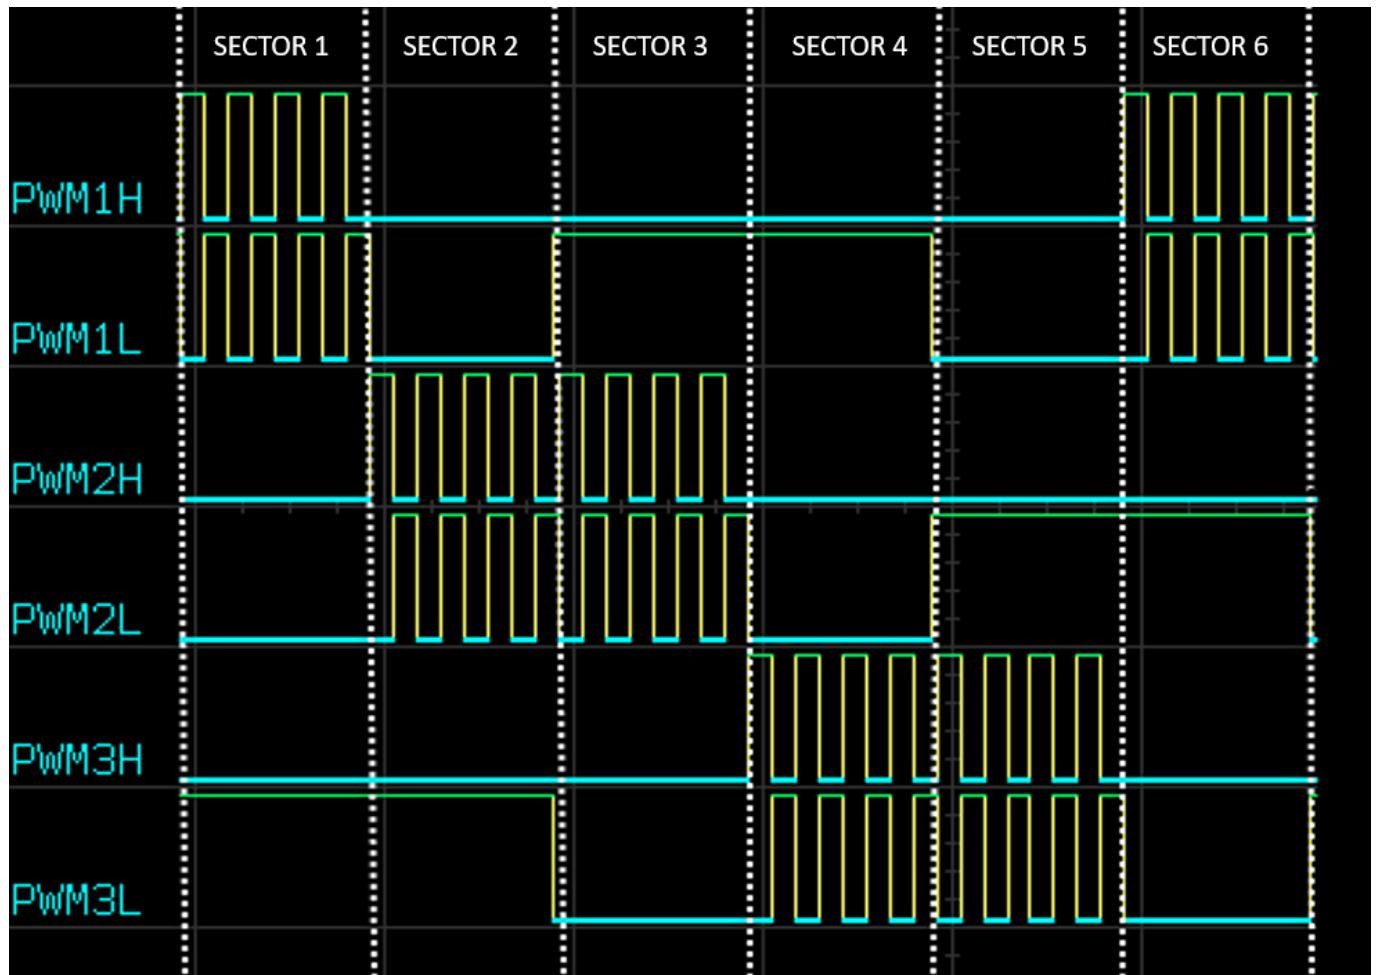 SECTOR 1 SECTOR 2 SECTOR 3 SECTOR 4 SECTOR 5 SECTOR 6
PWM1H
PWM1L
PWM2H
PWM2L
PWM3H
PWM3L